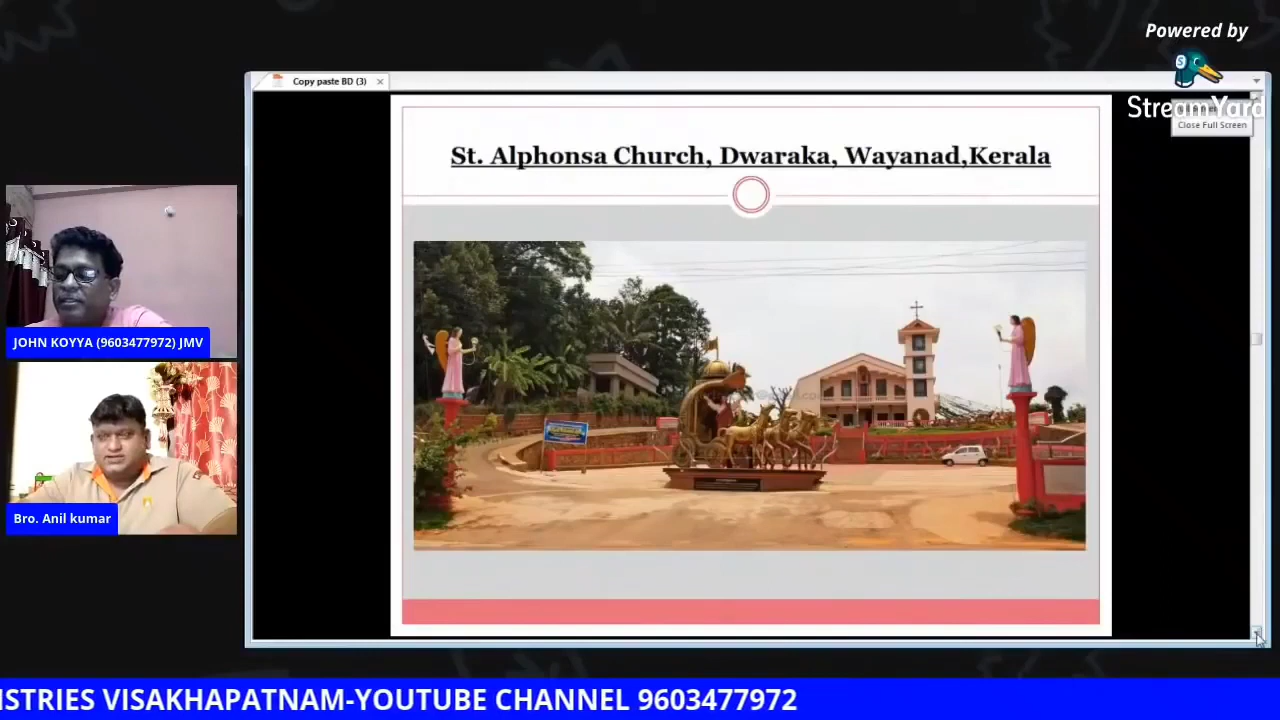 Powered by
S
StreamYard
Copy paste BD (3)
Close Full Screen
St. Alphonsa Church, Dwaraka, Wayanad,Kerala
JOHN KOYYA (9603477972) JMV
Bro. Anil kumar
ISTRIES VISAKHAPATNAM-YOUTUBE CHANNEL 9603477972